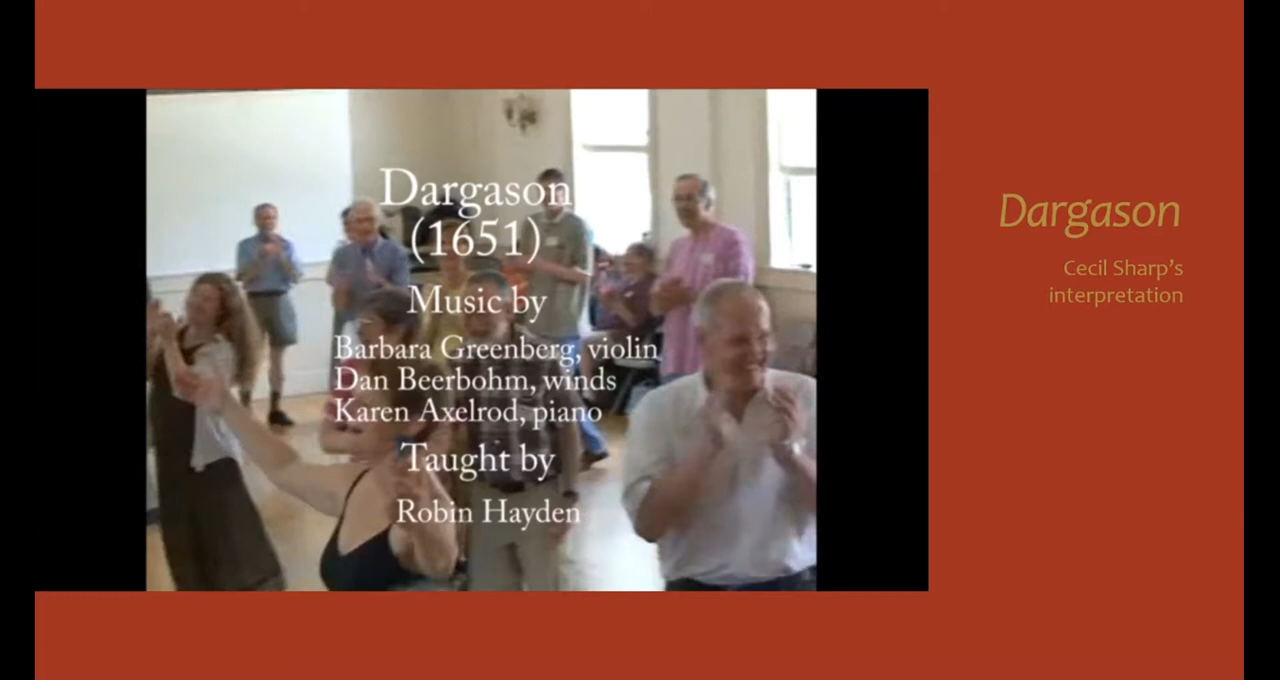 Dargason
(1651)
Music by
Barbara Greenberg, violin
Dan Beerbohm, winds
Karen Axelrod, piano
Taught by
Robin Hayden
Dargason
Cecil Sharp’s
interpretation